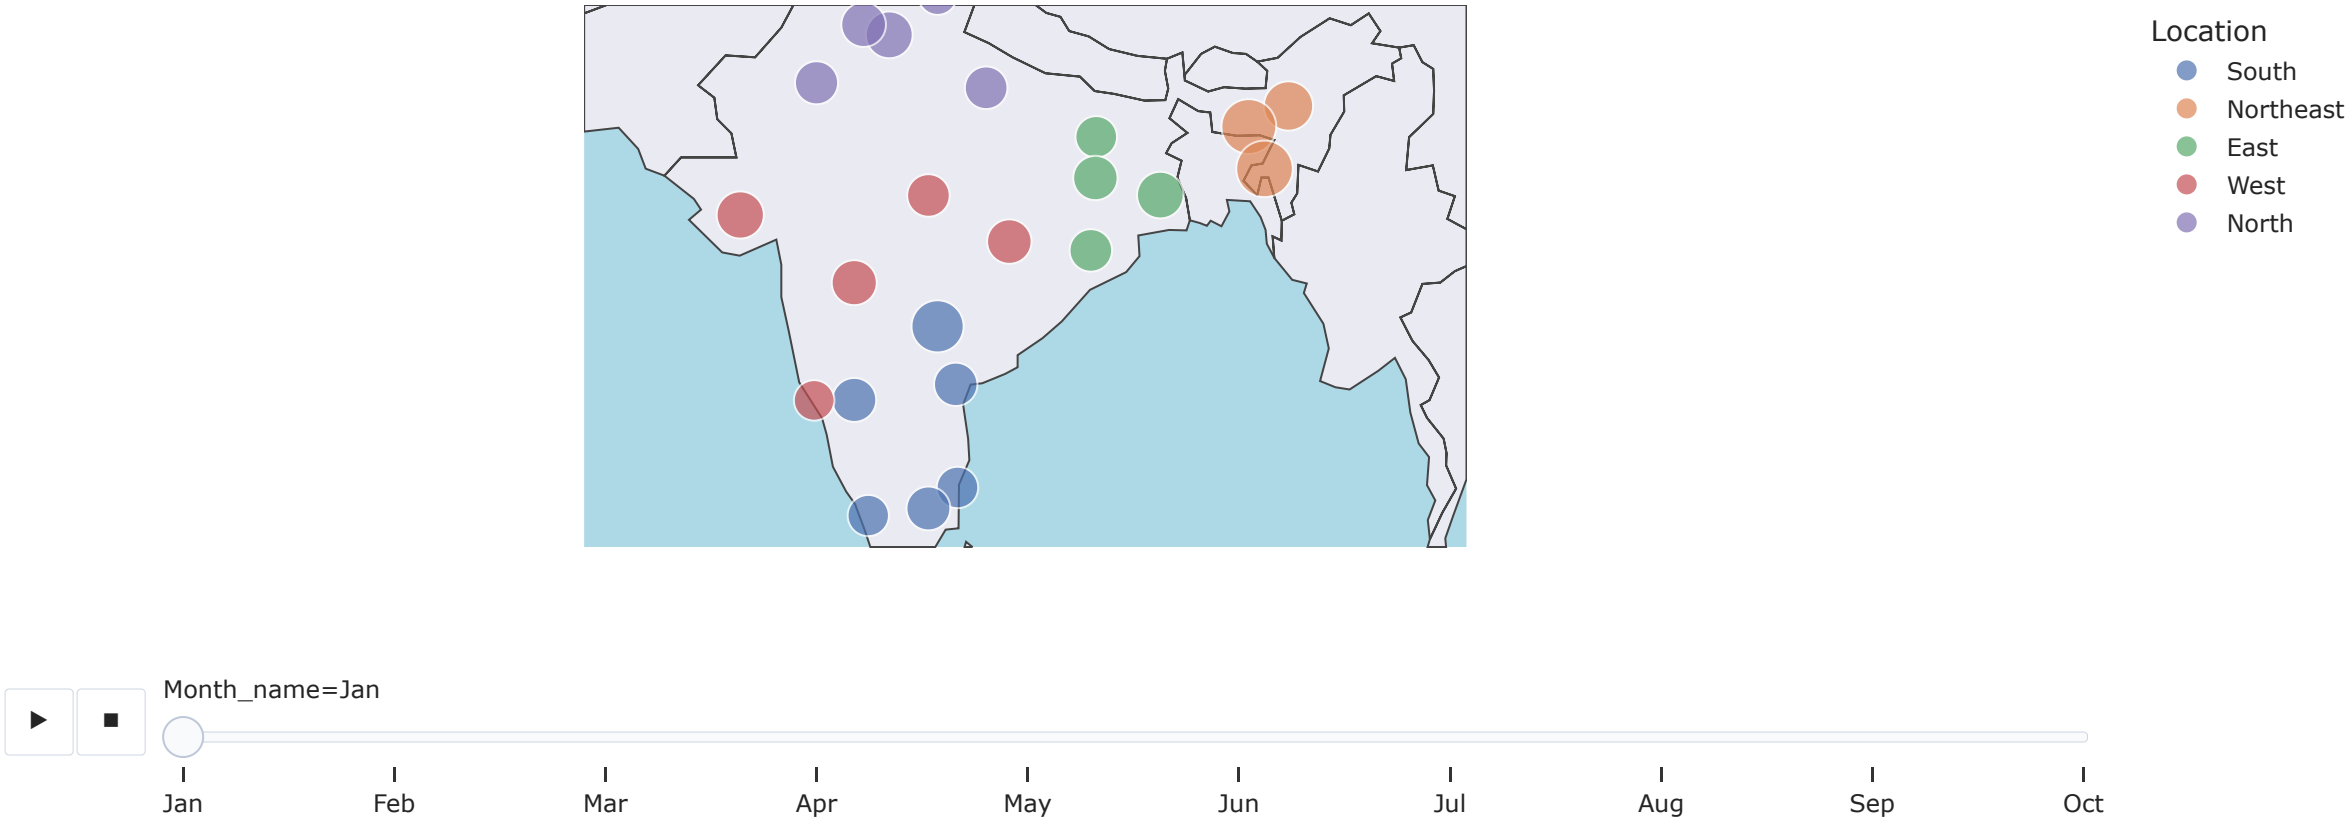 Location
South
Northeast
East
West
North
Month_name=Jan
Jan Feb Mar Apr May Jun Jul Aug Sep Oct